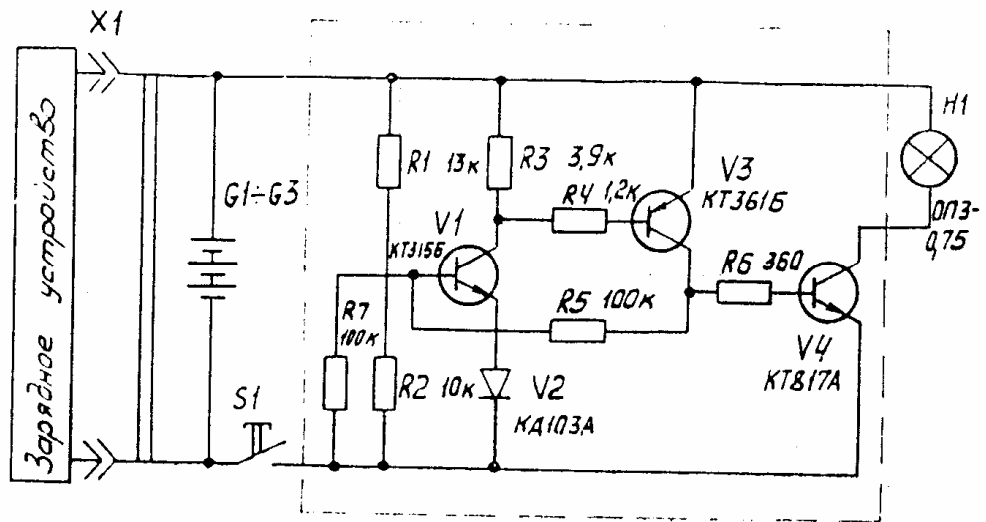 X1
H1
Зарядное устройство
R1 13к
R3 3,9к
V3
КТ361Б
R4 1,2к
G1÷G3
V1
КТ315Б
ОПЗ-
0,75
R6 360
R7
100к
R5 100к
V4
КТ817А
S1
R2 10к
V2
КД103А